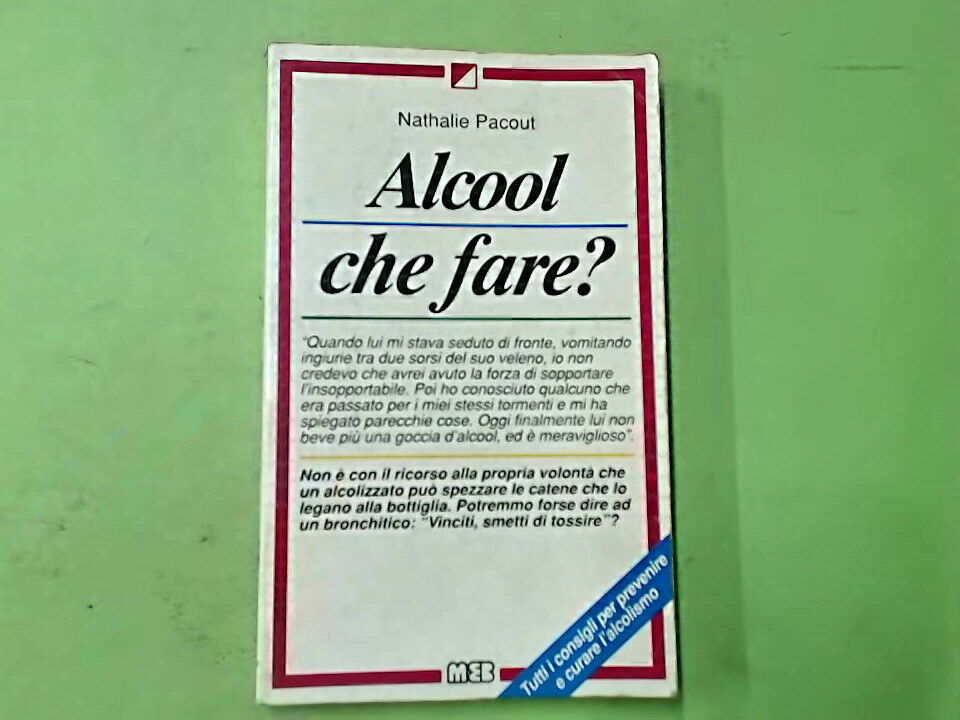 Nathalie Pacout
Alcool
che fare?
"Quando lui mi stava seduto di fronte, vomitando
ingiurie tra due sorsi del suo veleno, io non
credevo che avrei avuto la forza di sopportare
l'insopportabile. Poi ho conosciuto qualcuno che
era passato per i miei stessi tormenti e mi ha
spiegato parecchie cose. Oggi finalmente lui non
beve più una goccia d'alcool, ed è meraviglioso".
Non è con il ricorso alla propria volontà che
un alcolizzato può spezzare le catene che lo
legano alla bottiglia. Potremmo forse dire ad
un bronchitico: "Vinciti, smetti di tossire"?
Tutti i consigli per prevenire
e curare l'alcolismo
MEB